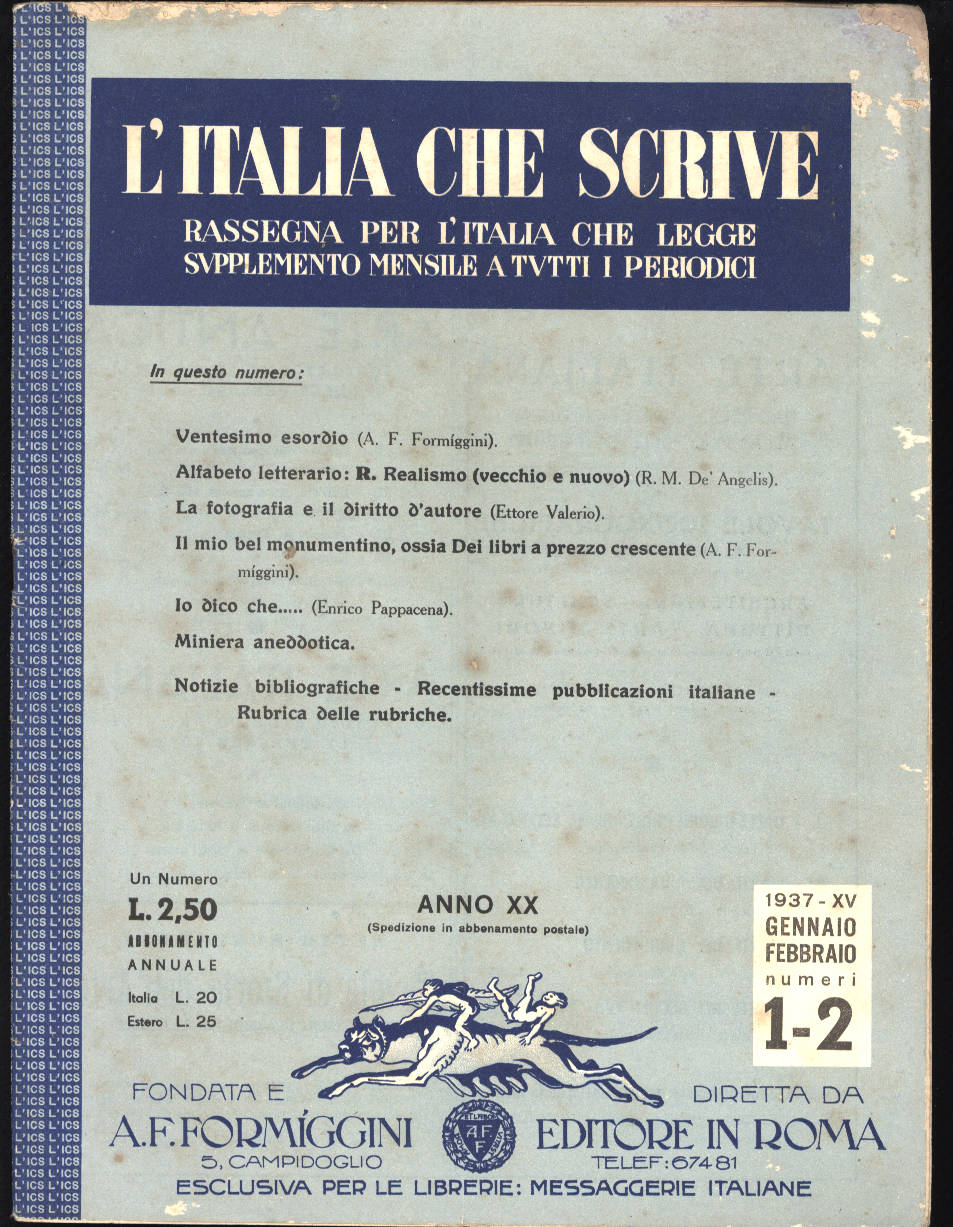 L'ITALIA CHE SCRIVE
RASSEGNA PER L'ITALIA CHE LEGGE
SVPPLEMENTO MENSILE A TVTTI I PERIODICI
In questo numero:
Ventesimo esordio (A. F. Formíggini).
Alfabeto letterario: R. Realismo (vecchio e nuovo) (R. M. De' Angelis).
La fotografia e il diritto d'autore (Ettore Valerio).
Il mio bel monumentino, ossia Dei libri a prezzo crescente (A. F. For-
míggini).
Io dico che..... (Enrico Pappacena).
Miniera aneddotica.
Notizie bibliografiche - Recentissime pubblicazioni italiane -
Rubrica delle rubriche.
Un Numero
L. 2,50
ABBONAMENTO
ANNUALE
Italia L. 20
Estero L. 25
ANNO XX
(Spedizione in abbenamento postale)
1937 - XV
GENNAIO
FEBBRAIO
numeri
1-2
FONDATA E DIRETTA DA
A.F.FORMÍGGINI EDITORE IN ROMA
A F F
5, CAMPIDOGLIO TELEF:67481
ESCLUSIVA PER LE LIBRERIE: MESSAGGERIE ITALIANE
L'ICS L'ICS